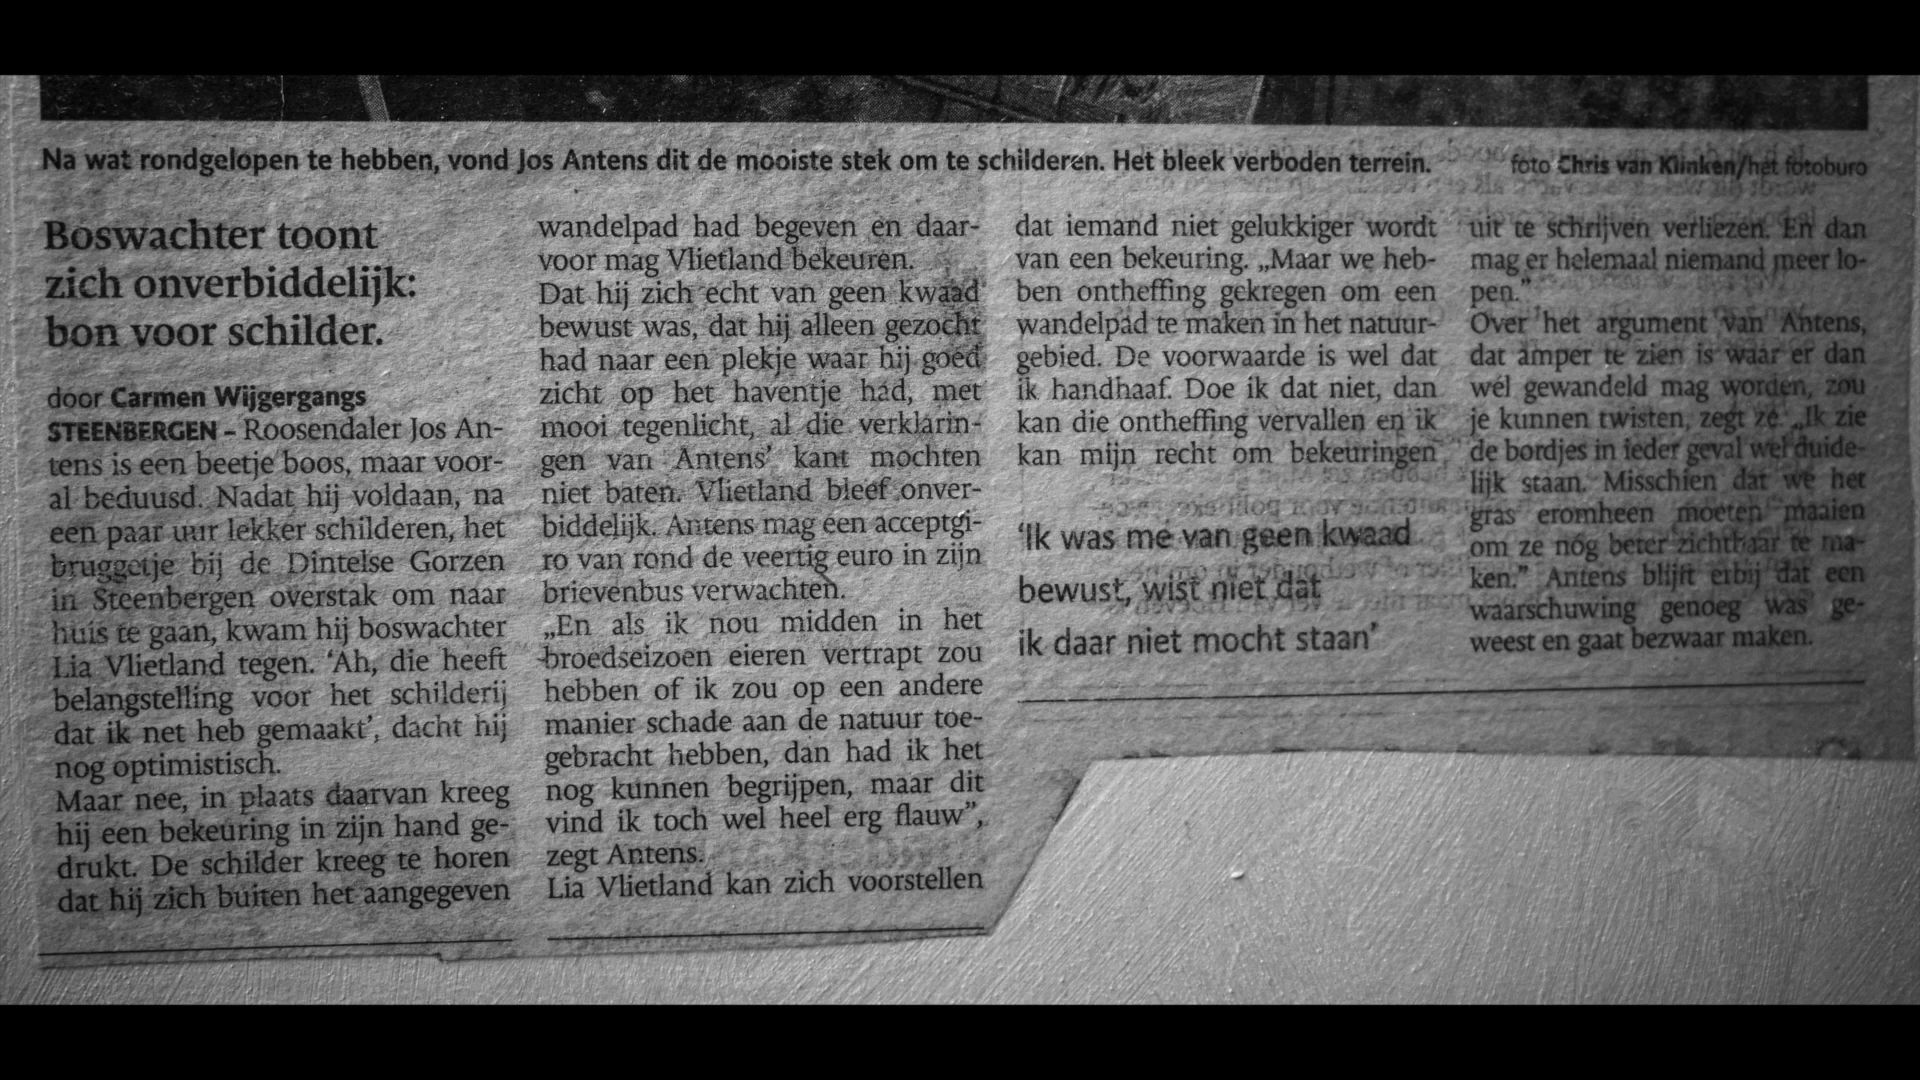 Na wat rondgelopen te hebben, vond Jos Antens dit de mooiste stek om te schilderen. Het bleek verboden terrein.
foto Chris van Klinken/het fotoburo
Boswachter toont
zich onverbiddelijk:
bon voor schilder.
door Carmen Wijgergangs
STEENBERGEN – Roosendaler Jos An-
tens is een beetje boos, maar voor-
al beduusd. Nadat hij voldaan, na
een paar uur lekker schilderen, het
bruggetje bij de Dintelse Gorzen
in Steenbergen overstak om naar
huis te gaan, kwam hij boswachter
Lia Vlietland tegen. ‘Ah, die heeft
belangstelling voor het schilderij
dat ik net heb gemaakt’, dacht hij
nog optimistisch.
Maar nee, in plaats daarvan kreeg
hij een bekeuring in zijn hand ge-
drukt. De schilder kreeg te horen
dat hij zich buiten het aangegeven
wandelpad had begeven en daar-
voor mag Vlietland bekeuren.
Dat hij zich echt van geen kwaad
bewust was, dat hij alleen gezocht
had naar een plekje waar hij goed
zicht op het haventje had, met
mooi tegenlicht, al die verklarin-
gen van Antens’ kant mochten
niet baten. Vlietland bleef onver-
biddelijk. Antens mag een acceptgi-
ro van rond de veertig euro in zijn
brievenbus verwachten.
„En als ik nou midden in het
broedseizoen eieren vertrapt zou
hebben of ik zou op een andere
manier schade aan de natuur toe-
gebracht hebben, dan had ik het
nog kunnen begrijpen, maar dit
vind ik toch wel heel erg flauw”,
zegt Antens.
Lia Vlietland kan zich voorstellen
dat iemand niet gelukkiger wordt
van een bekeuring. „Maar we heb-
ben ontheffing gekregen om een
wandelpad te maken in het natuur-
gebied. De voorwaarde is wel dat
ik handhaaf. Doe ik dat niet, dan
kan die ontheffing vervallen en ik
kan mijn recht om bekeuringen
‘Ik was me van geen kwaad
bewust, wist niet dat
ik daar niet mocht staan’
uit te schrijven verliezen. En dan
mag er helemaal niemand meer lo-
pen.”
Over het argument van Antens,
dat amper te zien is waar er dan
wél gewandeld mag worden, zou
je kunnen twisten, zegt ze. „Ik zie
de bordjes in ieder geval wel duide-
lijk staan. Misschien dat we het
gras eromheen moeten maaien
om ze nóg beter zichtbaar te ma-
ken.” Antens blijft erbij dat een
waarschuwing genoeg was ge-
weest en gaat bezwaar maken.